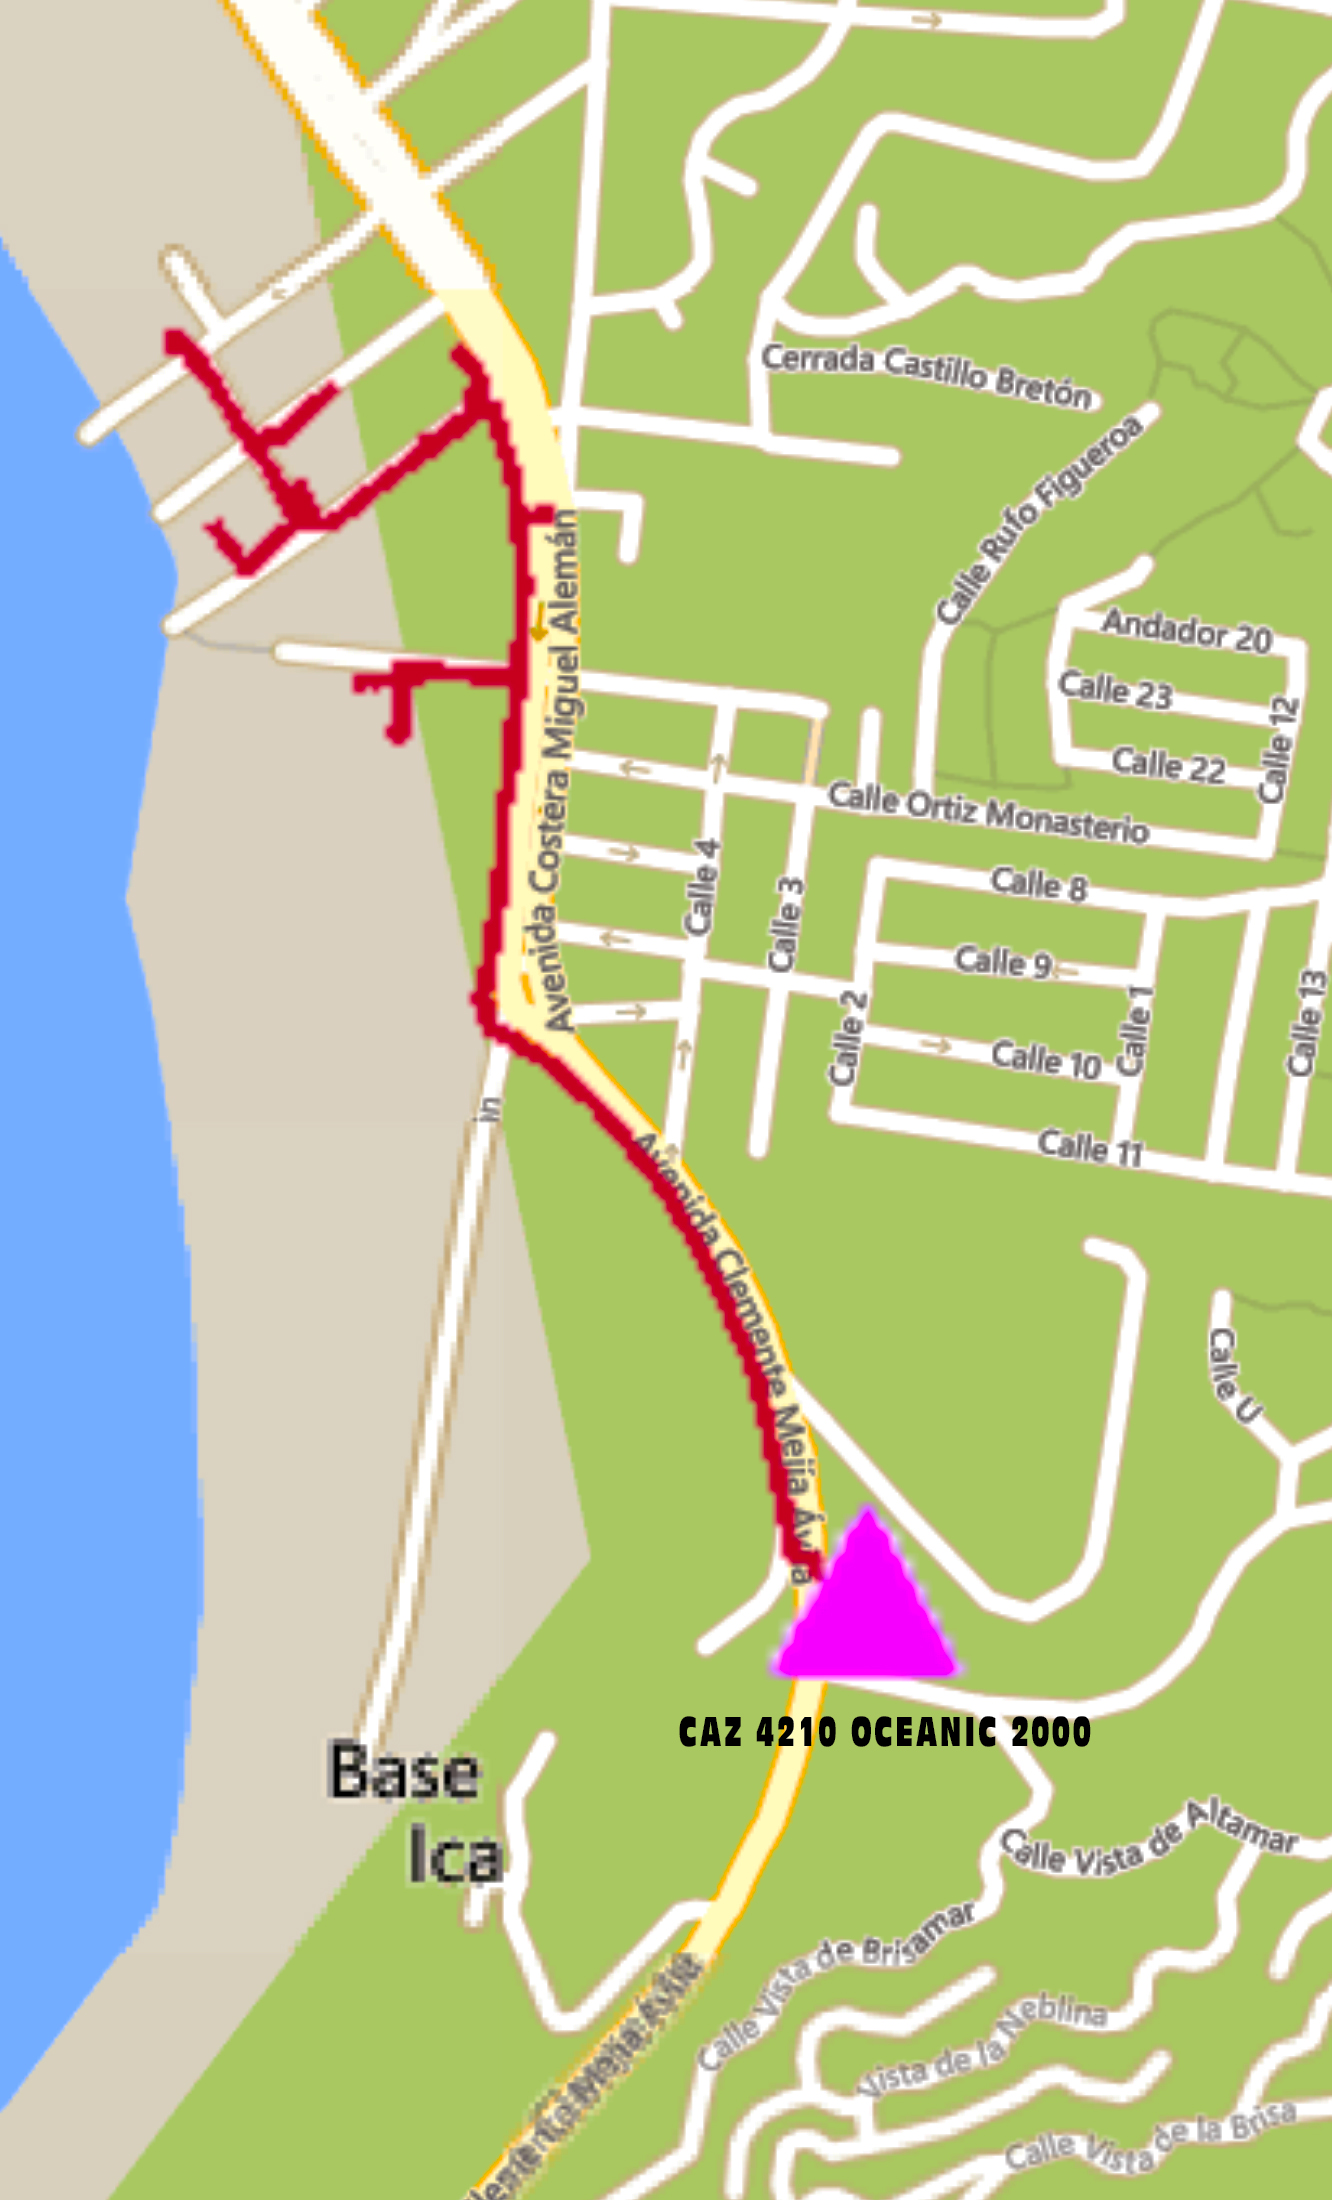 Cerrada Castillo Bretón
Calle Rufo Figueroa
Avenida Costera Miguel Alemán
Andador 20
Calle 23
Calle 12
Calle 22
Calle Ortiz Monasterio
Calle 4
Calle 3
Calle 8
Calle 9
Calle 2
Calle 1
Calle 13
Calle 10
in
Calle 11
Avenida Clemente Mejía Ávila
Calle U
CAZ 4210 OCEANIC 2000
Base
Ica
Calle Vista de Altamar
Calle Vista de Brisamar
Vista de la Neblina
Mejía Ávila
Calle Vista de la Brisa